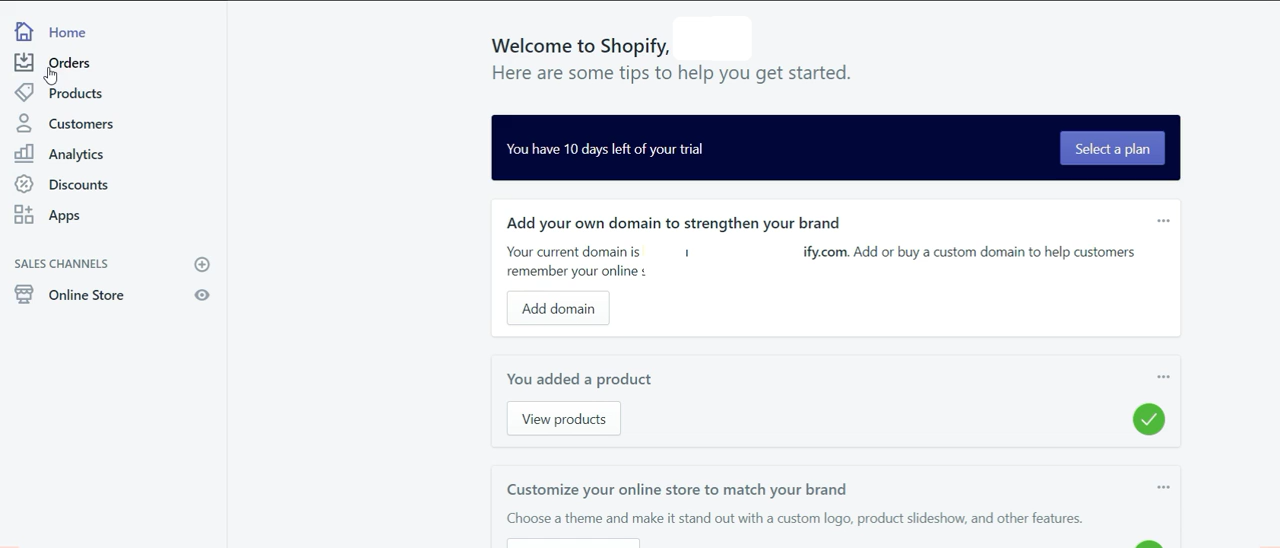 Home
Orders
Products
Customers
Analytics
Discounts
Apps
SALES CHANNELS
Online Store
Welcome to Shopify,
Here are some tips to help you get started.
You have 10 days left of your trial
Select a plan
Add your own domain to strengthen your brand
Your current domain is ify.com. Add or buy a custom domain to help customers
remember your online
Add domain
You added a product
View products
Customize your online store to match your brand
Choose a theme and make it stand out with a custom logo, product slideshow, and other features.